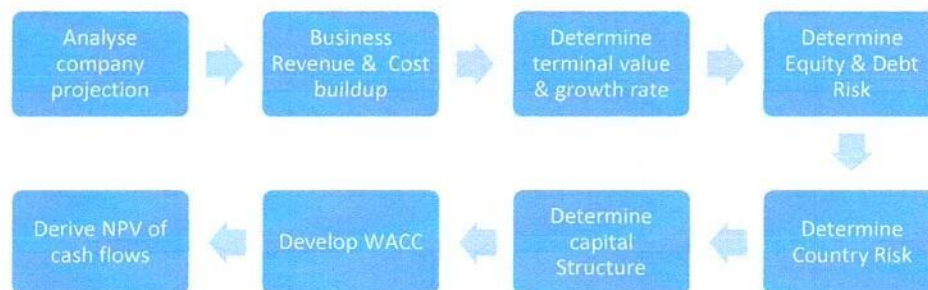 Analyse
company
projection
Business
Revenue & Cost
buildup
Determine
terminal value
& growth rate
Determine
Equity & Debt
Risk
Determine
Country Risk
Determine
capital
Structure
Develop WACC
Derive NPV of
cash flows